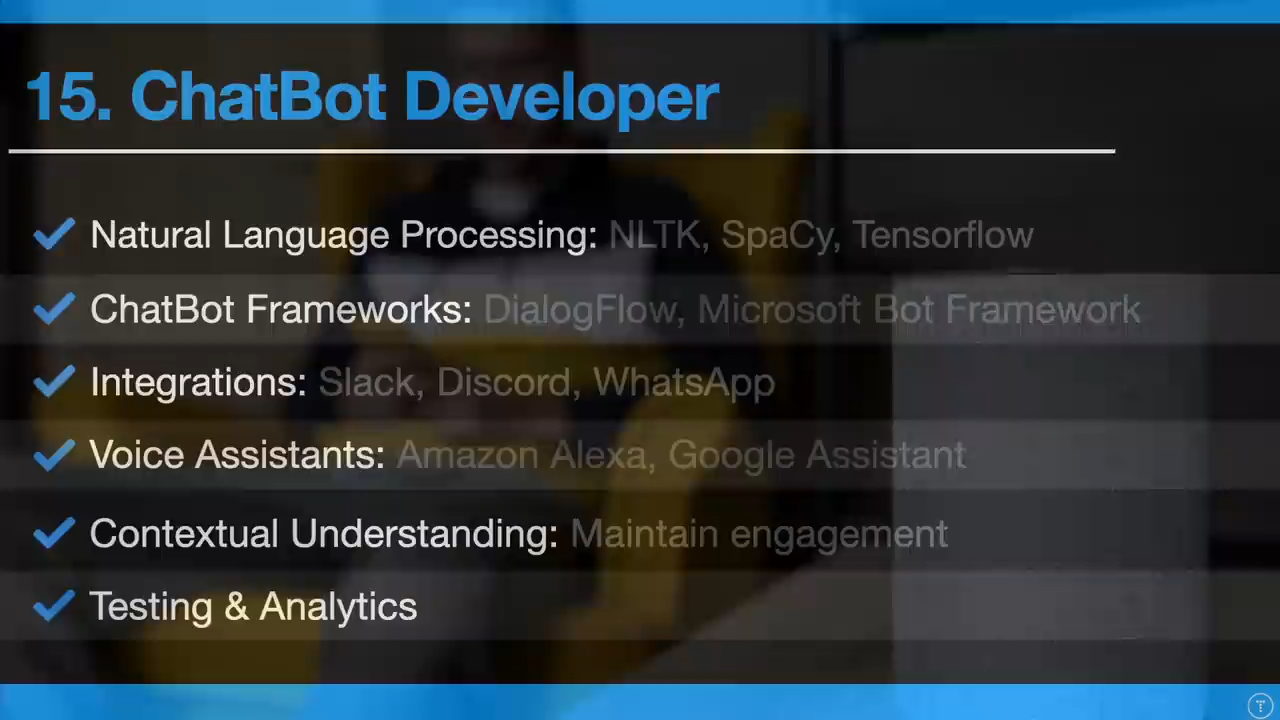 15. ChatBot Developer
Natural Language Processing: NLTK, SpaCy, Tensorflow
ChatBot Frameworks: DialogFlow, Microsoft Bot Framework
Integrations: Slack, Discord, WhatsApp
Voice Assistants: Amazon Alexa, Google Assistant
Contextual Understanding: Maintain engagement
Testing & Analytics
T